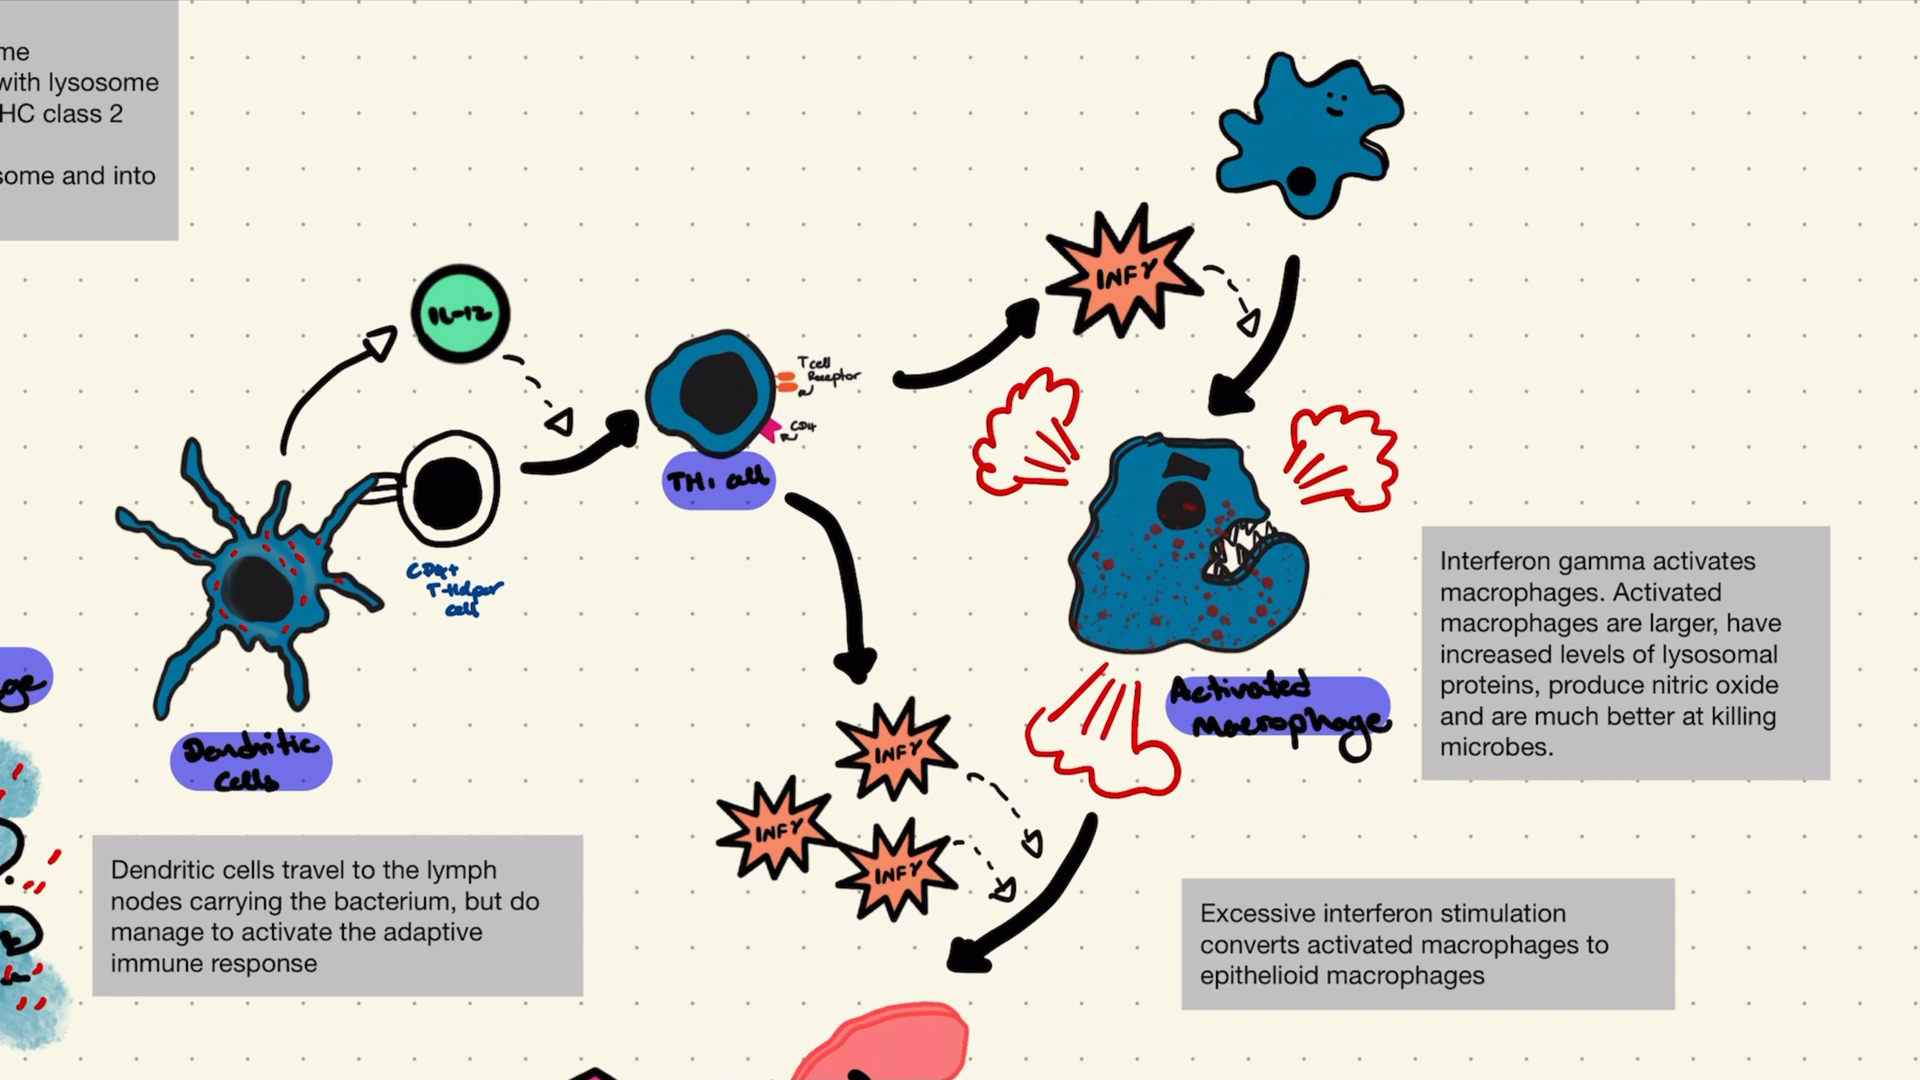 me
with lysosome
HC class 2
some and into
IL-12
INFγ
T cell
Receptor
CD4
TH1 cell
CD4+
T-Helper
cell
Interferon gamma activates
macrophages. Activated
macrophages are larger, have
increased levels of lysosomal
proteins, produce nitric oxide
and are much better at killing
microbes.
Activated
Macrophage
ge
Dendritic
Cells
INFγ
INFγ
INFγ
Dendritic cells travel to the lymph
nodes carrying the bacterium, but do
manage to activate the adaptive
immune response
Excessive interferon stimulation
converts activated macrophages to
epithelioid macrophages